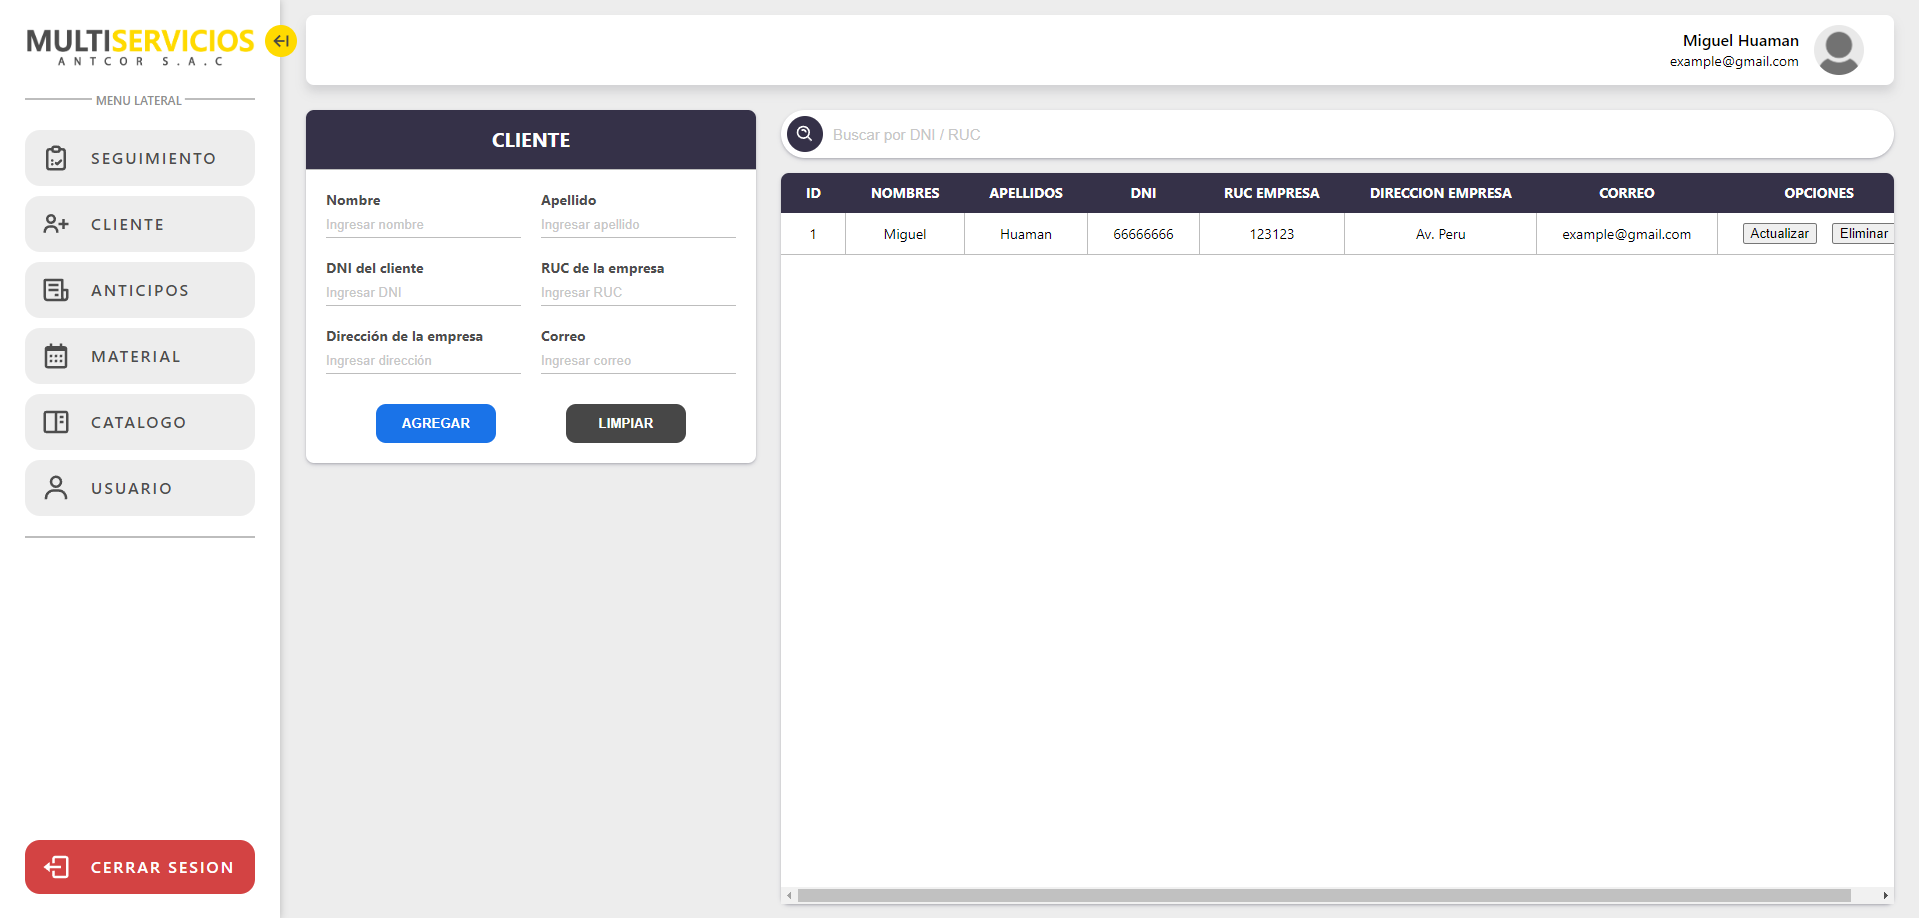 MULTISERVICIOS
ANTCOR S.A.C
MENU LATERAL
SEGUIMIENTO
CLIENTE
ANTICIPOS
MATERIAL
CATALOGO
USUARIO
CERRAR SESION
Miguel Huaman
example@gmail.com
CLIENTE
Nombre Apellido
Ingresar nombre Ingresar apellido
DNI del cliente RUC de la empresa
Ingresar DNI Ingresar RUC
Dirección de la empresa Correo
Ingresar dirección Ingresar correo
AGREGAR LIMPIAR
Buscar por DNI / RUC
ID NOMBRES APELLIDOS DNI RUC EMPRESA DIRECCION EMPRESA CORREO OPCIONES
1 Miguel Huaman 66666666 123123 Av. Peru example@gmail.com Actualizar Eliminar